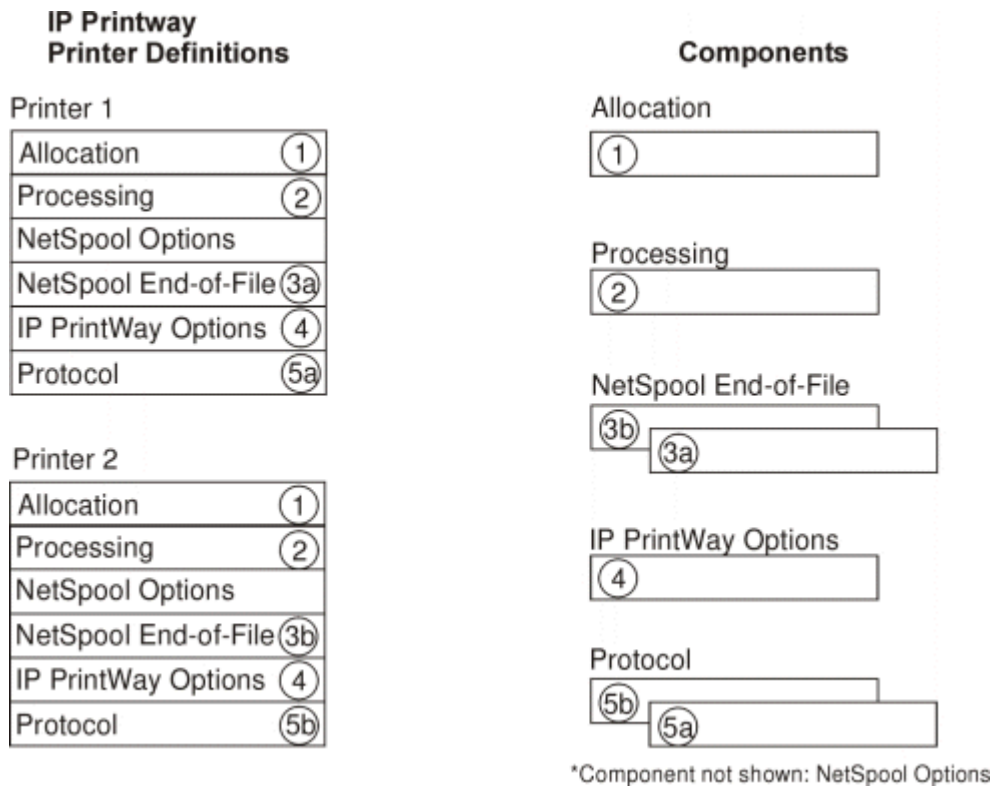 IP Printway
Printer Definitions
Printer 1
Allocation 1
Processing 2
NetSpool Options
NetSpool End-of-File 3a
IP PrintWay Options 4
Protocol 5a
Printer 2
Allocation 1
Processing 2
NetSpool Options
NetSpool End-of-File 3b
IP PrintWay Options 4
Protocol 5b
Components
Allocation
1
Processing
2
NetSpool End-of-File
3b
3a
IP PrintWay Options
4
Protocol
5b
5a
*Component not shown: NetSpool Options